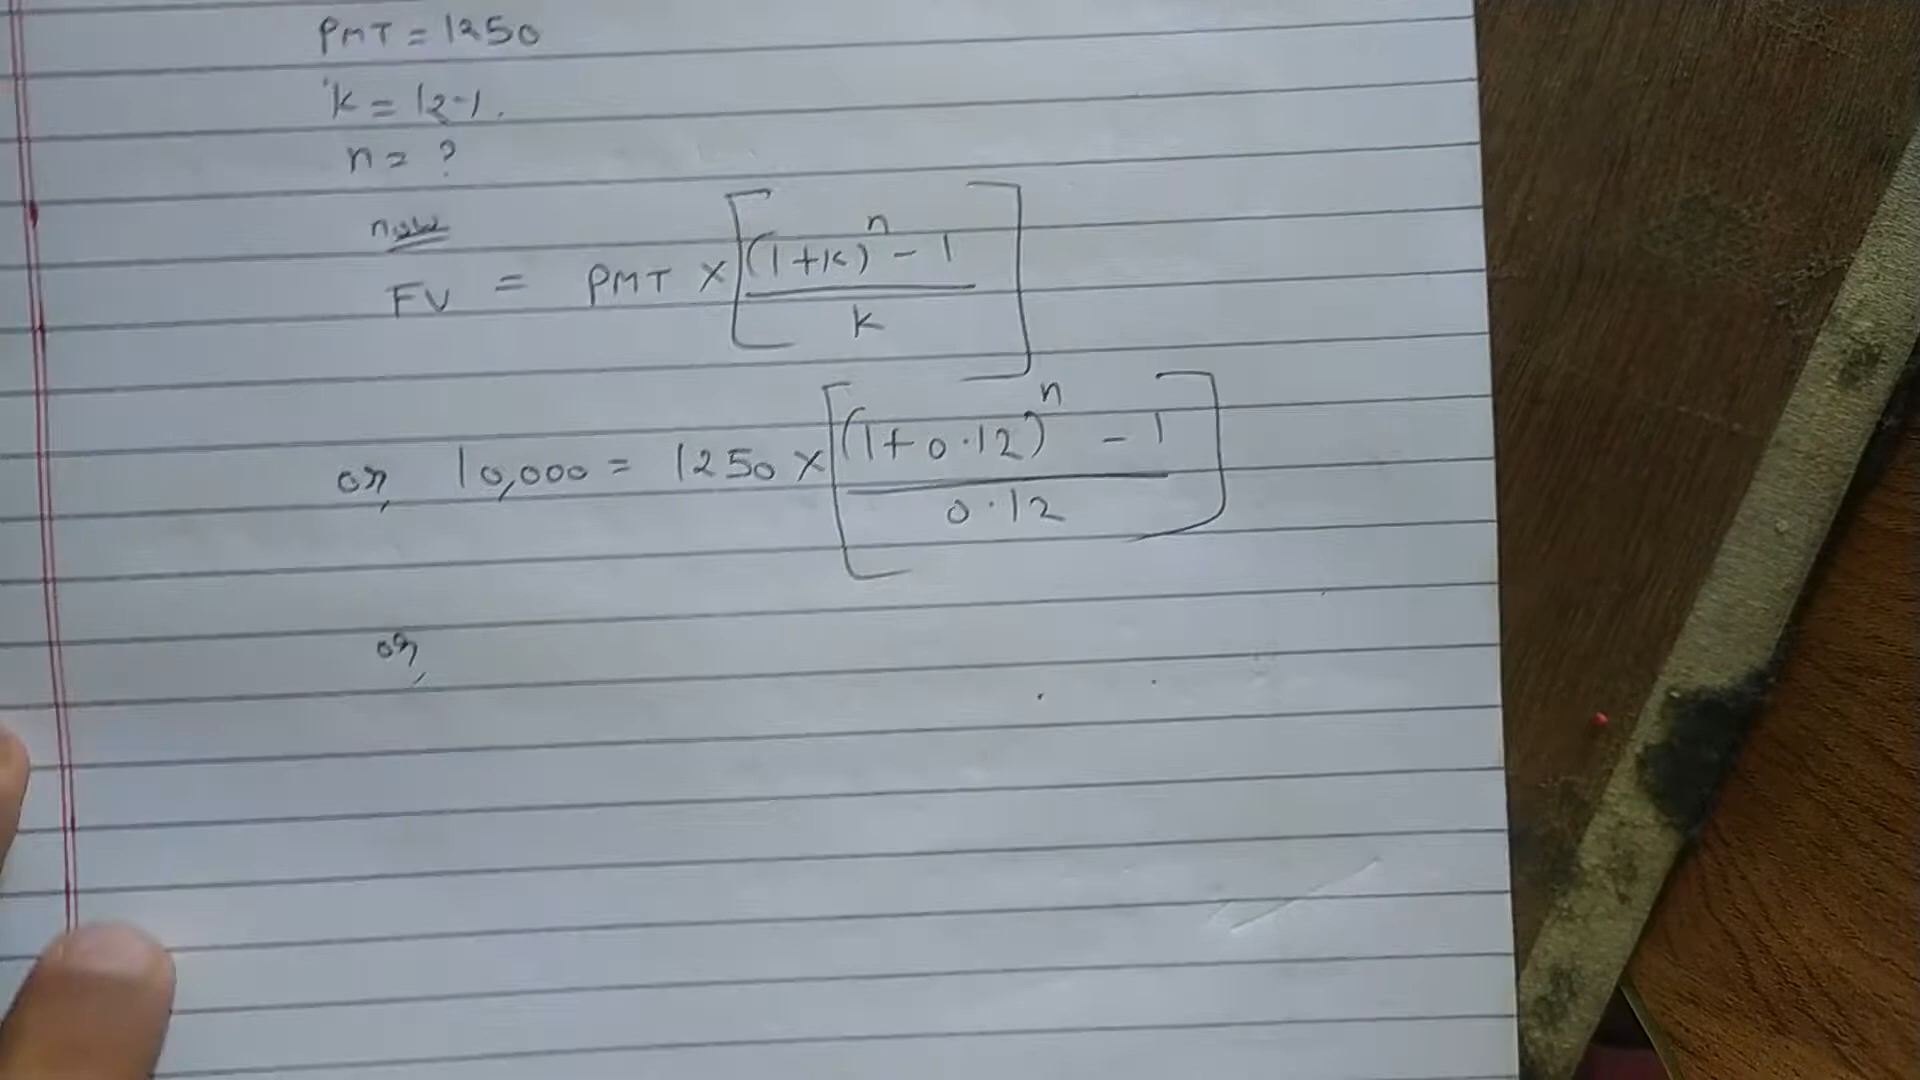 PMT = 1250
k = 12%.
n = ?
now
FV = PMT × [((1+k)^n - 1) / k]
or, 10,000 = 1250 × [((1+0.12)^n - 1) / 0.12]
or,